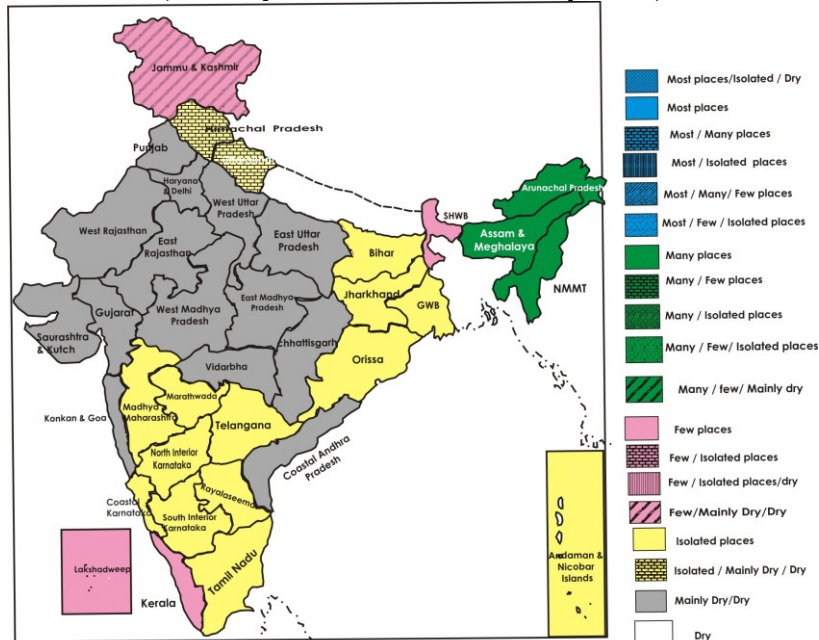 Jammu & Kashmir
Himachal Pradesh
Punjab
Haryana
& Delhi
West Uttar
Pradesh
East Uttar
Pradesh
West Rajasthan
East
Rajasthan
SHWB
Arunachal Pradesh
Assam &
Meghalaya
NMMT
Bihar
Jharkhand
GWB
Gujarat
Saurashtra
& Kutch
West Madhya
Pradesh
East Madhya
Pradesh
Chhattisgarh
Orissa
Vidarbha
Konkan & Goa
Madhya
Maharashtra
Marathwada
Telangana
Coastal Andhra
Pradesh
North Interior
Karnataka
Rayalaseema
Coastal
Karnataka
South Interior
Karnataka
Tamil Nadu
Kerala
Lakshadweep
Andaman &
Nicobar
Islands
Most places/Isolated / Dry
Most places
Most / Many places
Most / Isolated places
Most / Many/ Few places
Most / Few / Isolated places
Many places
Many / Few places
Many / Isolated places
Many / Few/ Isolated places
Many / few/ Mainly dry
Few places
Few / Isolated places
Few / Isolated places/dry
Few/Mainly Dry/Dry
Isolated places
Isolated / Mainly Dry / Dry
Mainly Dry/Dry
Dry